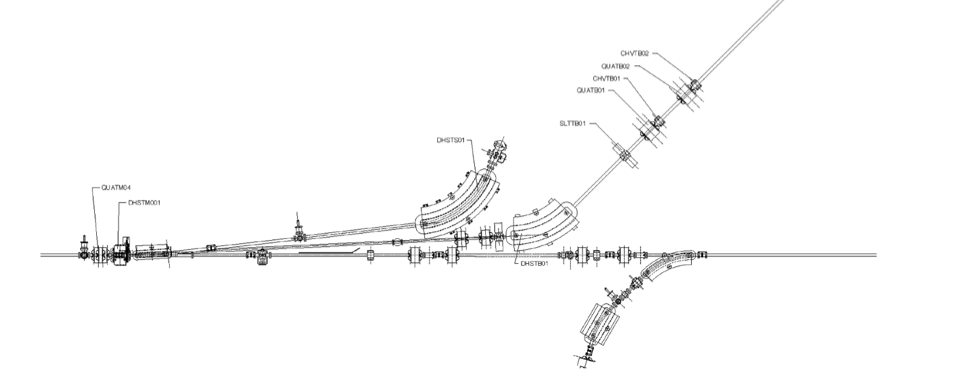 CHVTB02
QUATB02
CHVTB01
QUATB01
SLTTB01
DHSTS01
QUATM04
DHSTM001
DHSTB01